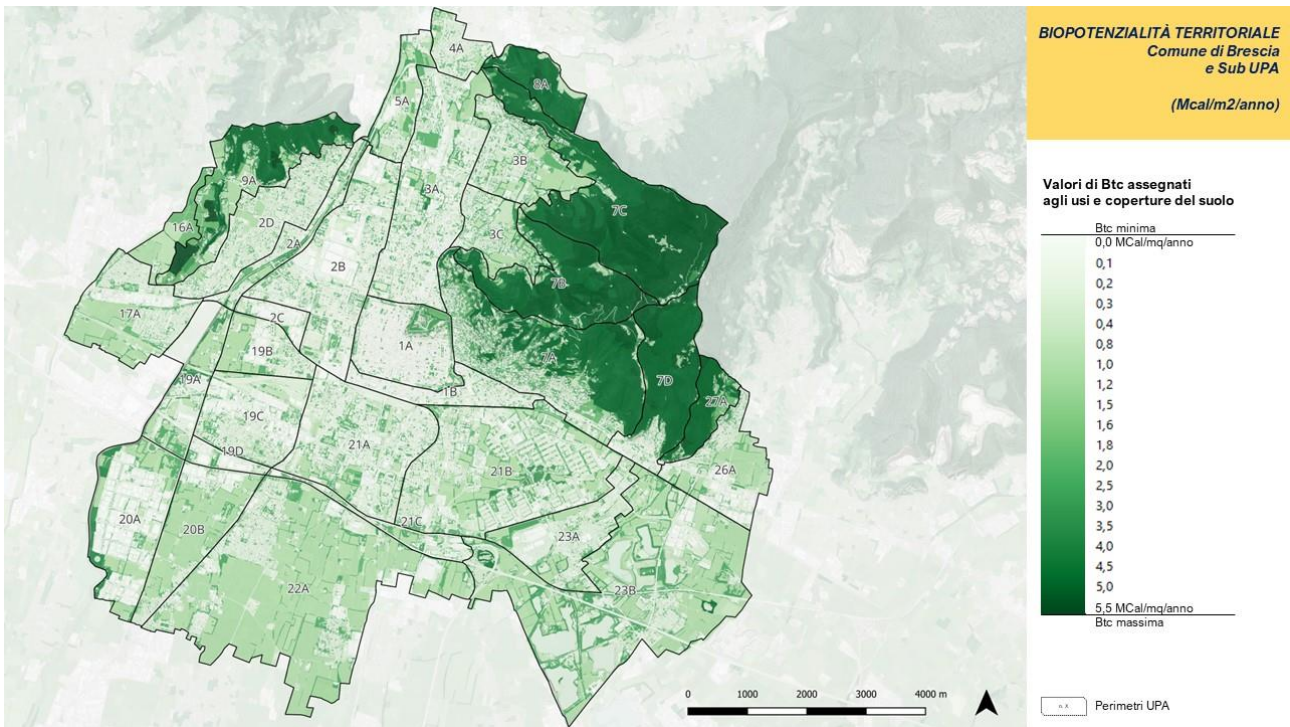 BIOPOTENZIALITÀ TERRITORIALE
Comune di Brescia
e Sub UPA
(Mcal/m2/anno)
Valori di Btc assegnati
agli usi e coperture del suolo
Btc minima
0,0 MCal/mq/anno
0,1
0,2
0,3
0,4
0,8
1,0
1,2
1,5
1,6
1,8
2,0
2,5
3,0
3,5
4,0
4,5
5,0
5,5 MCal/mq/anno
Btc massima
Perimetri UPA
4A
8A
5A
3B
9A
3A
7C
16A
2D
3C
2A
2B
7B
17A
2C
1A
19B
7A
19A
7D
1B
27A
19C
21A
19D
21B
26A
20A
21C
20B
23A
22A
23B
0 1000 2000 3000 4000 m